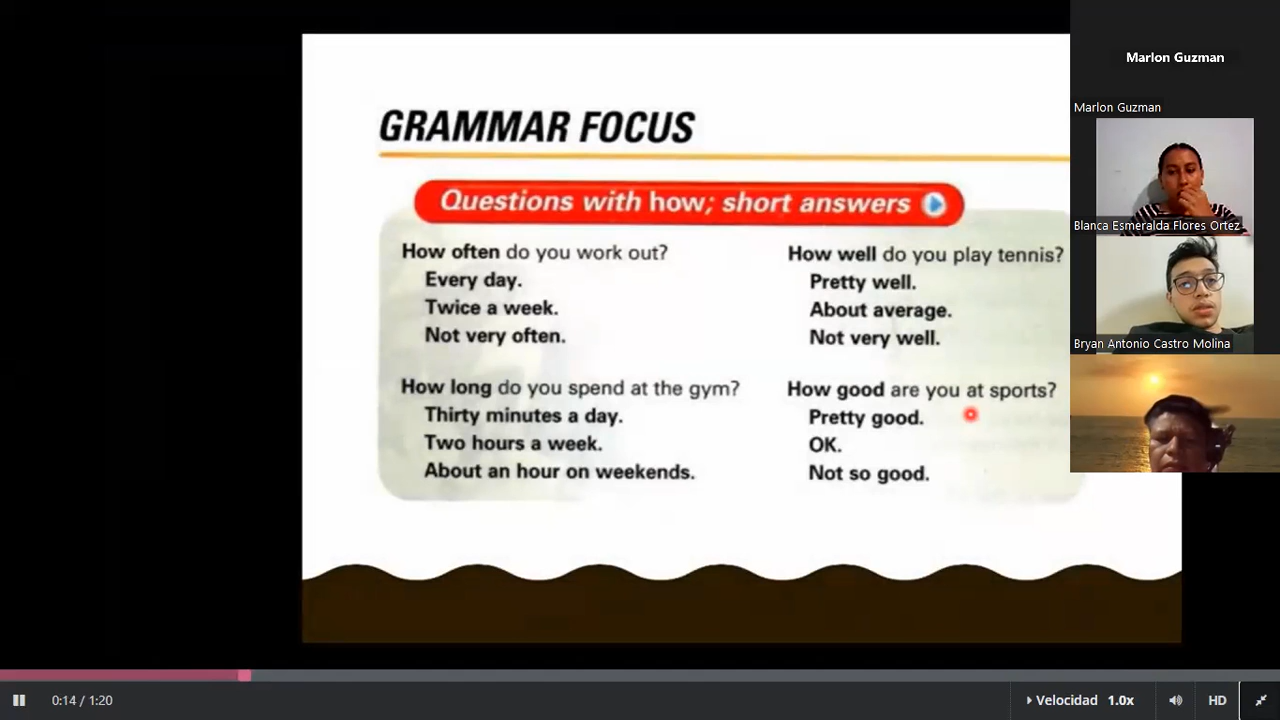 GRAMMAR FOCUS
Questions with how; short answers
How often do you work out?
Every day.
Twice a week.
Not very often.
How long do you spend at the gym?
Thirty minutes a day.
Two hours a week.
About an hour on weekends.
How well do you play tennis?
Pretty well.
About average.
Not very well.
How good are you at sports?
Pretty good.
OK.
Not so good.
Marlon Guzman
Marlon Guzman
Blanca Esmeralda Flores Ortez
Bryan Antonio Castro Molina
0:14 / 1:20
Velocidad 1.0x
HD